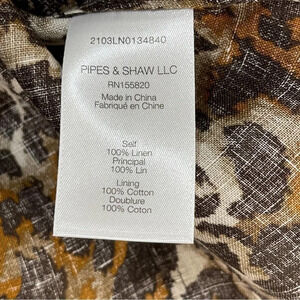 2103LN0134840
PIPES & SHAW LLC
RN155820
Made in China
Fabriqué en Chine
Self
100% Linen
Principal
100% Lin
Lining
100% Cotton
Doublure
100% Coton